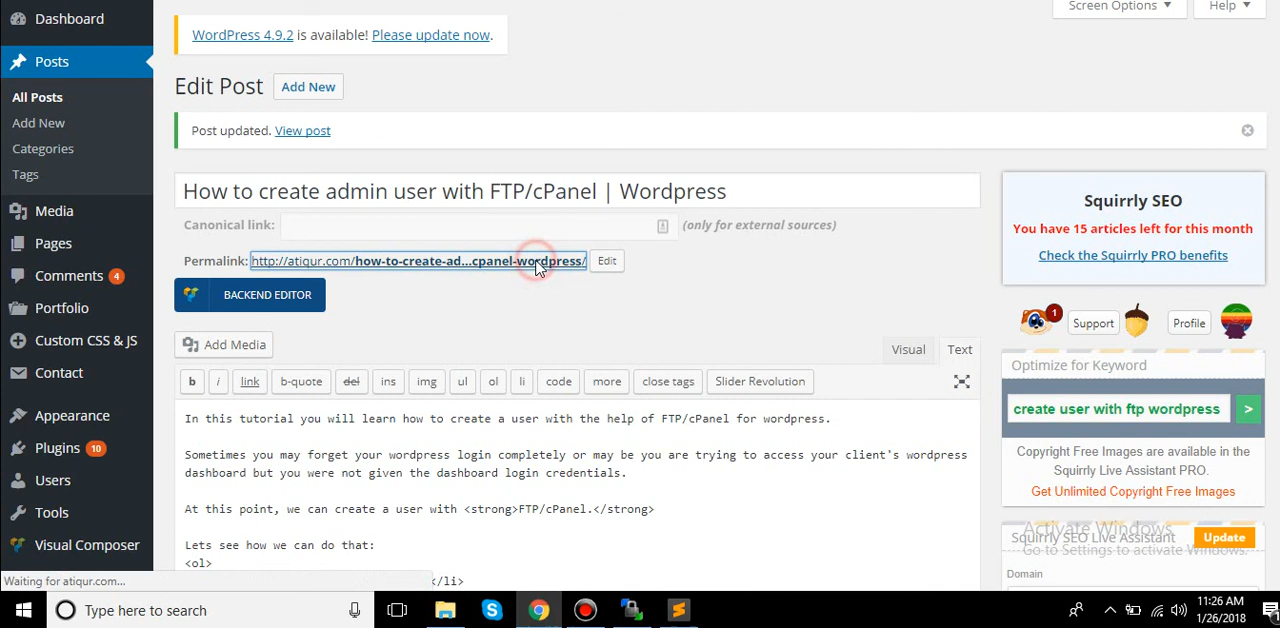 Dashboard
Screen Options ▼
Help ▼
WordPress 4.9.2 is available! Please update now.
Posts
Edit Post
Add New
All Posts
Add New
Categories
Tags
Post updated. View post
How to create admin user with FTP/cPanel | Wordpress
Canonical link:
(only for external sources)
Permalink: http://atiqur.com/how-to-create-ad...cpanel-wordpress/
Edit
BACKEND EDITOR
Media
Pages
Comments 4
Portfolio
Custom CSS & JS
Contact
Appearance
Plugins 10
Users
Tools
Visual Composer
Add Media
Visual
Text
b
i
link
b-quote
del
ins
img
ul
ol
li
code
more
close tags
Slider Revolution
In this tutorial you will learn how to create a user with the help of FTP/cPanel for wordpress.
Sometimes you may forget your wordpress login completely or may be you are trying to access your client's wordpress
dashboard but you were not given the dashboard login credentials.
At this point, we can create a user with <strong>FTP/cPanel.</strong>
Lets see how we can do that:
<ol>
</li>
Squirrly SEO
You have 15 articles left for this month
Check the Squirrly PRO benefits
1
Support
Profile
Optimize for Keyword
create user with ftp wordpress
>
Copyright Free Images are available in the
Squirrly Live Assistant PRO.
Get Unlimited Copyright Free Images
Activate Windows
Squirrly SEO Live Assistant
Update
Go to Settings to activate Windows.
Domain
Waiting for atiqur.com...
Type here to search
11:26 AM
1/26/2018